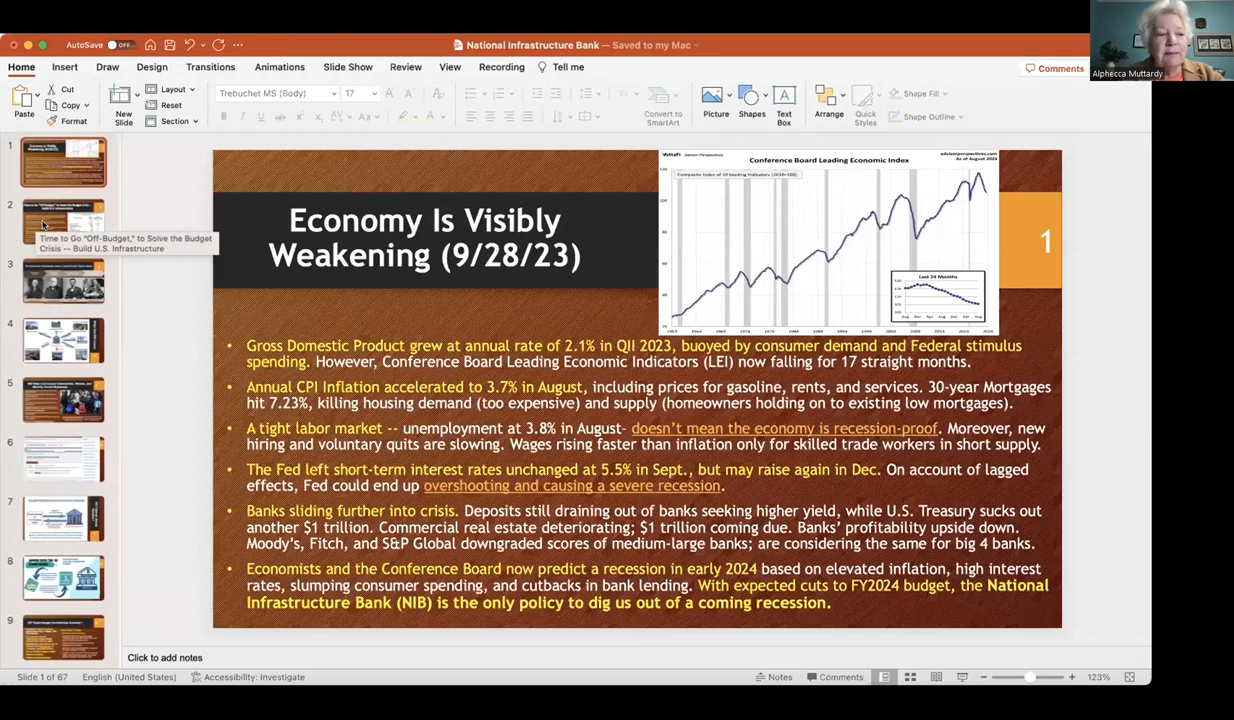 AutoSave OFF
National Infrastructure Bank — Saved to my Mac
Home Insert Draw Design Transitions Animations Slide Show Review View Recording Tell me
Comments
Paste
Cut
Copy
Format
New
Slide
Layout
Reset
Section
Trebuchet MS (Body) 17
Convert to
SmartArt
Picture
Shapes
Text
Box
Arrange
Quick
Styles
Shape Fill
Shape Outline
Alphecca Muttardy
1
2
3
4
5
6
7
8
9
Time to Go "Off-Budget," to Solve the Budget
Crisis -- Build U.S. Infrastructure
Economy Is Visibly
Weakening (9/28/23)
Advisor Perspectives
advisorperspectives.com
As of August 2023
Conference Board Leading Economic Index
Composite Index of 10 leading Indicators (2016=100)
Last 24 Months
1
• Gross Domestic Product grew at annual rate of 2.1% in QII 2023, buoyed by consumer demand and Federal stimulus
spending. However, Conference Board Leading Economic Indicators (LEI) now falling for 17 straight months.
• Annual CPI Inflation accelerated to 3.7% in August, including prices for gasoline, rents, and services. 30-year Mortgages
hit 7.23%, killing housing demand (too expensive) and supply (homeowners holding on to existing low mortgages).
• A tight labor market -- unemployment at 3.8% in August- doesn't mean the economy is recession-proof. Moreover, new
hiring and voluntary quits are slowing. Wages rising faster than inflation only for skilled trade workers in short supply.
• The Fed left short-term interest rates unchanged at 5.5% in Sept., but may raise again in Dec. On account of lagged
effects, Fed could end up overshooting and causing a severe recession.
• Banks sliding further into crisis. Deposits still draining out of banks seeking higher yield, while U.S. Treasury sucks out
another $1 trillion. Commercial real estate deteriorating; $1 trillion coming due. Banks' profitability upside down.
Moody's, Fitch, and S&P Global downgraded scores of medium-large banks; are considering the same for big 4 banks.
• Economists and the Conference Board now predict a recession in early 2024 based on elevated inflation, high interest
rates, slumping consumer spending, and cutbacks in bank lending. With expected cuts to FY2024 budget, the National
Infrastructure Bank (NIB) is the only policy to dig us out of a coming recession.
Click to add notes
Slide 1 of 67 English (United States) Accessibility: Investigate
Notes Comments 123%